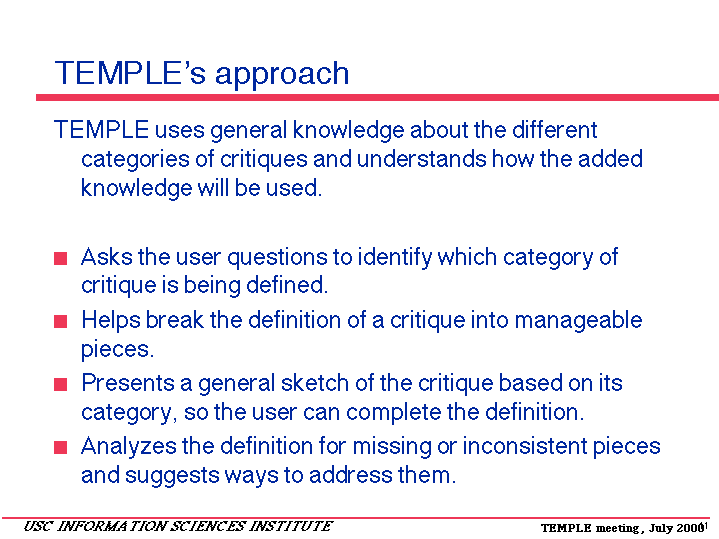 TEMPLE's approach
TEMPLE uses general knowledge about the different
categories of critiques and understands how the added
knowledge will be used.
Asks the user questions to identify which category of
critique is being defined.
Helps break the definition of a critique into manageable
pieces.
Presents a general sketch of the critique based on its
category, so the user can complete the definition.
Analyzes the definition for missing or inconsistent pieces
and suggests ways to address them.
USC INFORMATION SCIENCES INSTITUTE
TEMPLE meeting, July 2000